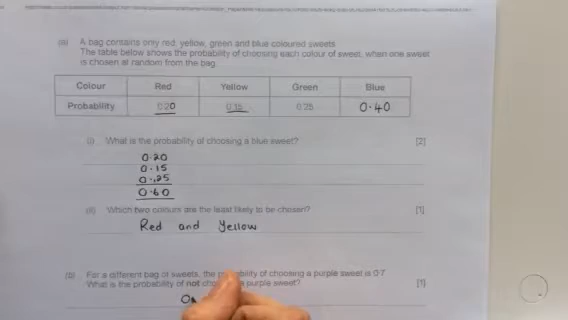 (a) A bag contains only red, yellow, green and blue coloured sweets.
The table below shows the probability of choosing each colour of sweet, when one sweet
is chosen at random from the bag.
Colour Red Yellow Green Blue
Probability 0.20 0.15 0.25 0.40
(i) What is the probability of choosing a blue sweet? [2]
0.20
0.15
0.25
0.60
(ii) Which two colours are the least likely to be chosen? [1]
Red and Yellow
(b) For a different bag of sweets, the probability of choosing a purple sweet is 0·7
What is the probability of not a purple sweet? [1]